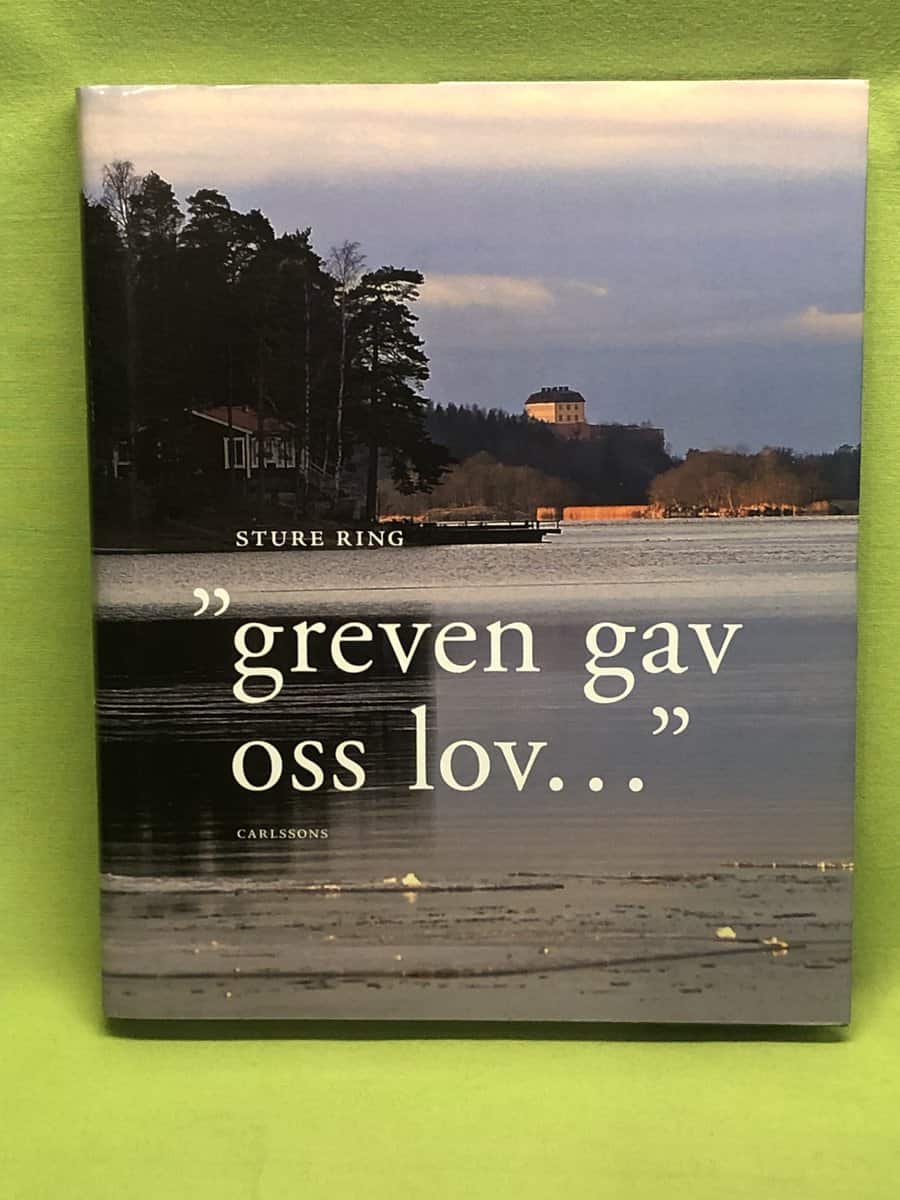 STURE RING
”greven gav
oss lov...”
CARLSSONS